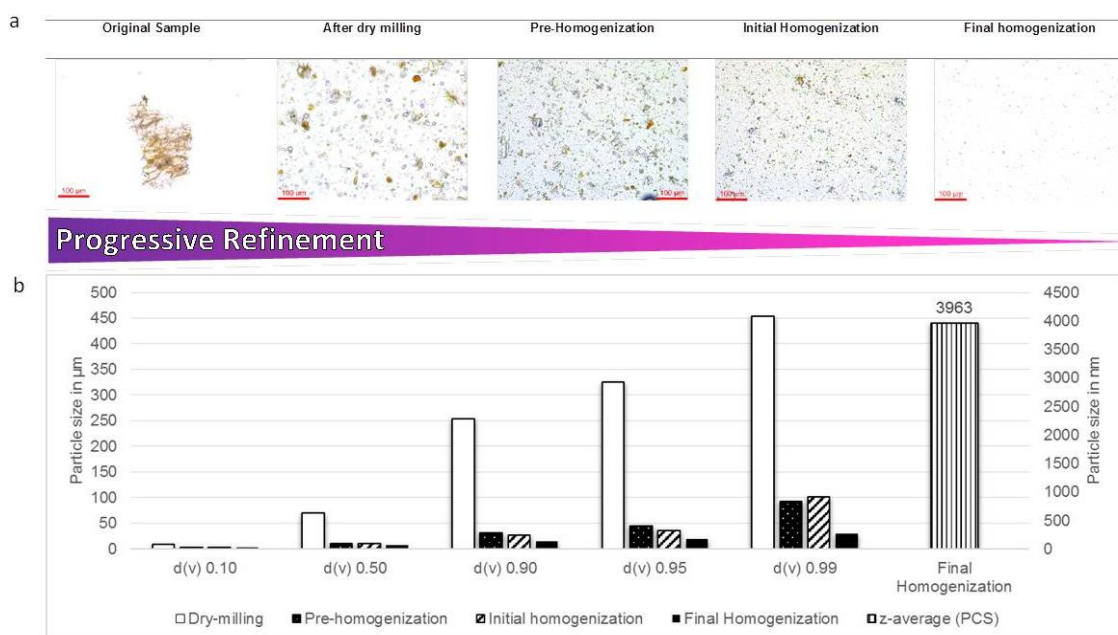 a
Original Sample After dry milling Pre-Homogenization Initial Homogenization Final homogenization
100 µm 100 µm 100 µm 100 µm 100 µm
Progressive Refinement
b
Particle size in µm
500
450
400
350
300
250
200
150
100
50
0
3963
4500
4000
3500
3000
2500
2000
1500
1000
500
0
Particle size in nm
d(v) 0.10 d(v) 0.50 d(v) 0.90 d(v) 0.95 d(v) 0.99 Final
Homogenization
Dry-milling Pre-homogenization Initial homogenization Final Homogenization z-average (PCS)